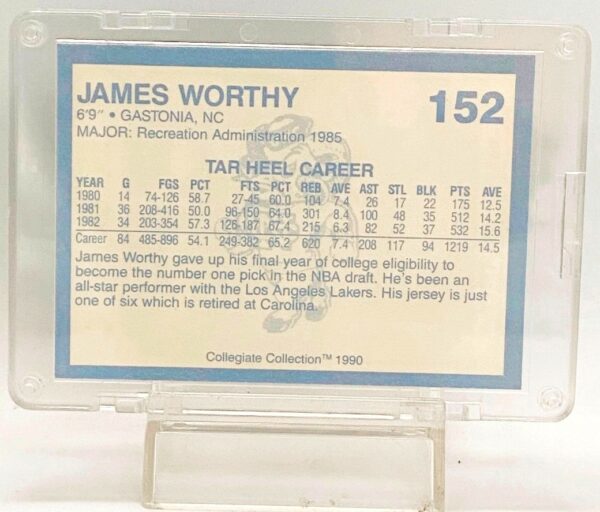 JAMES WORTHY
152
6'9" • GASTONIA, NC
MAJOR: Recreation Administration 1985
TAR HEEL CAREER
YEAR G FGS PCT FTS PCT REB AVE AST STL BLK PTS AVE
1980 14 74-126 58.7 27-45 60.0 104 7.4 26 17 22 175 12.5
1981 36 208-416 50.0 96-150 64.0 301 8.4 100 48 35 512 14.2
1982 34 203-354 57.3 126-187 67.4 215 6.3 82 52 37 532 15.6
Career 84 485-896 54.1 249-382 65.2 620 7.4 208 117 94 1219 14.5
James Worthy gave up his final year of college eligibility to
become the number one pick in the NBA draft. He's been an
all-star performer with the Los Angeles Lakers. His jersey is just
one of six which is retired at Carolina.
Collegiate Collection™ 1990